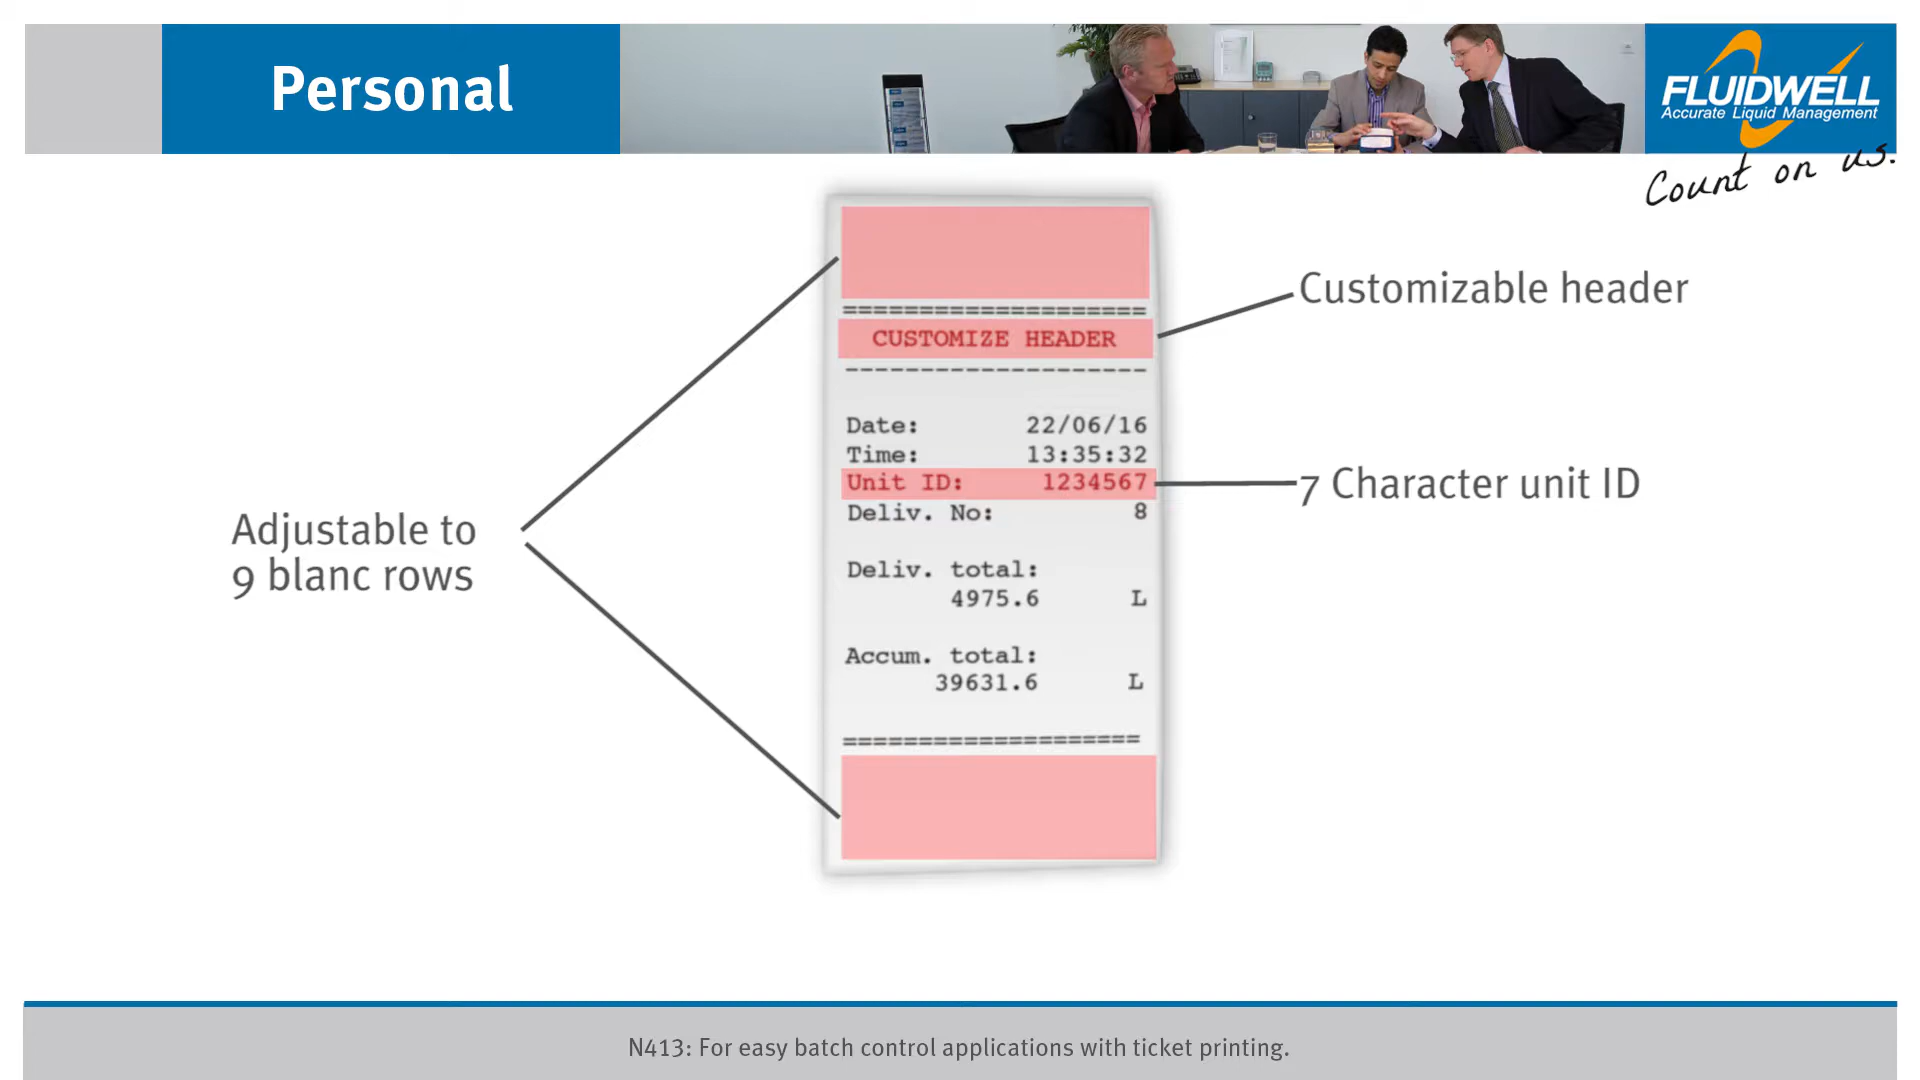 Personal
FLUIDWELL
Accurate Liquid Management
Count on us.
====================
CUSTOMIZE HEADER
--------------------
Customizable header
Date: 22/06/16
Time: 13:35:32
Unit ID: 1234567
7 Character unit ID
Deliv. No: 8
Adjustable to
9 blanc rows
Deliv. total:
4975.6 L
Accum. total:
39631.6 L
====================
N413: For easy batch control applications with ticket printing.